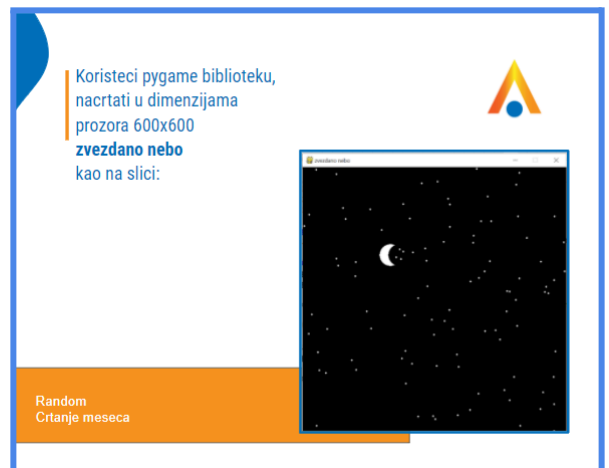 Koristeci pygame biblioteku,
nacrtati u dimenzijama
prozora 600x600
zvezdano nebo
kao na slici:
zvezdano nebo
Random
Crtanje meseca